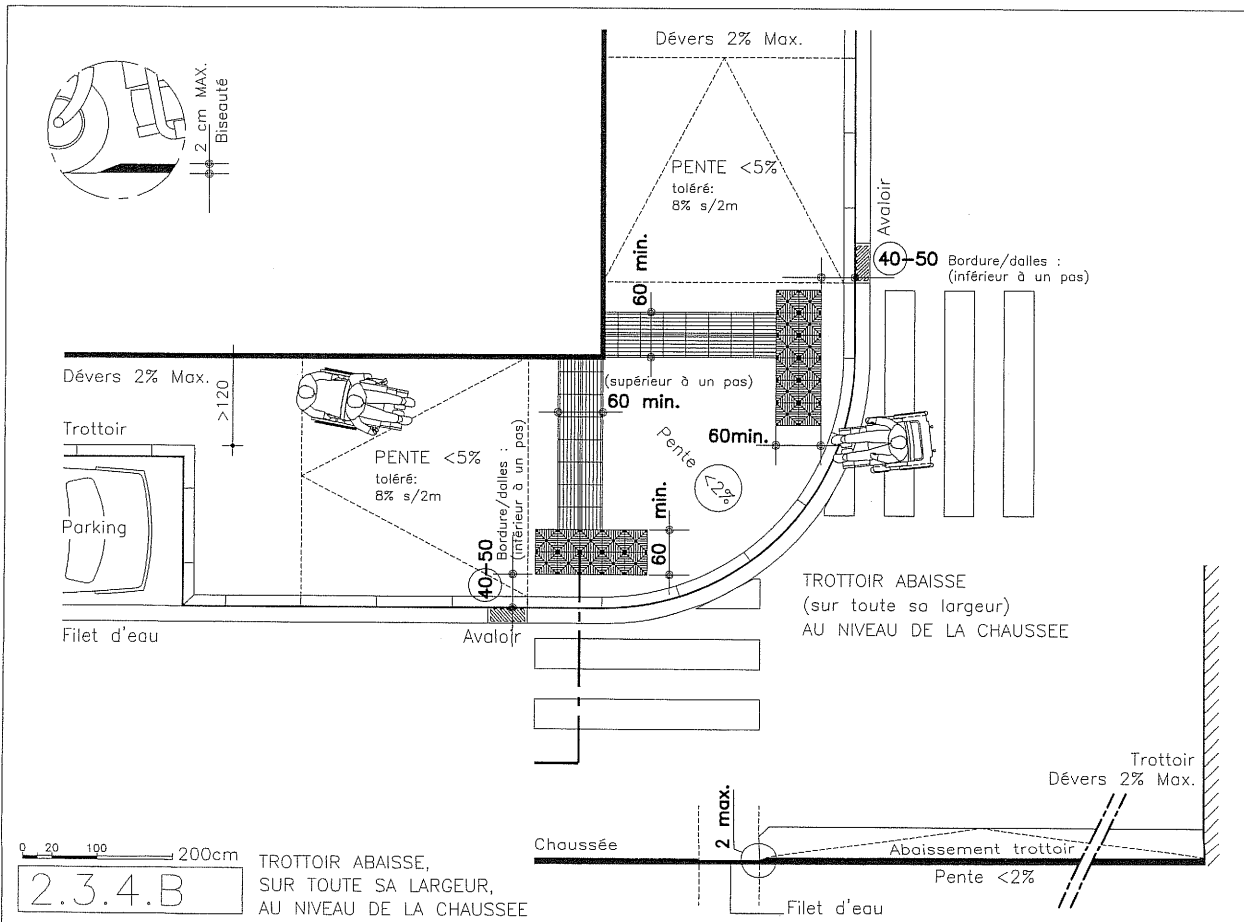 Dévers 2% Max.
2 cm MAX.
Biseauté
PENTE <5%
toléré:
8% s/2m
Avaloir
40-50 Bordure/dalles :
(inférieur à un pas)
60 min.
Dévers 2% Max.
>120
(supérieur à un pas)
60 min.
Trottoir
PENTE <5%
toléré:
8% s/2m
60min.
Pente <2%
Parking
40-50 Bordure/dalles :
(inférieur à un pas)
60 min.
TROTTOIR ABAISSE
(sur toute sa largeur)
AU NIVEAU DE LA CHAUSSEE
Filet d'eau
Avaloir
Trottoir
Dévers 2% Max.
2 max.
Chaussée
Abaissement trottoir
Pente <2%
Filet d'eau
0 20 100 200cm
2.3.4.B
TROTTOIR ABAISSE,
SUR TOUTE SA LARGEUR,
AU NIVEAU DE LA CHAUSSEE